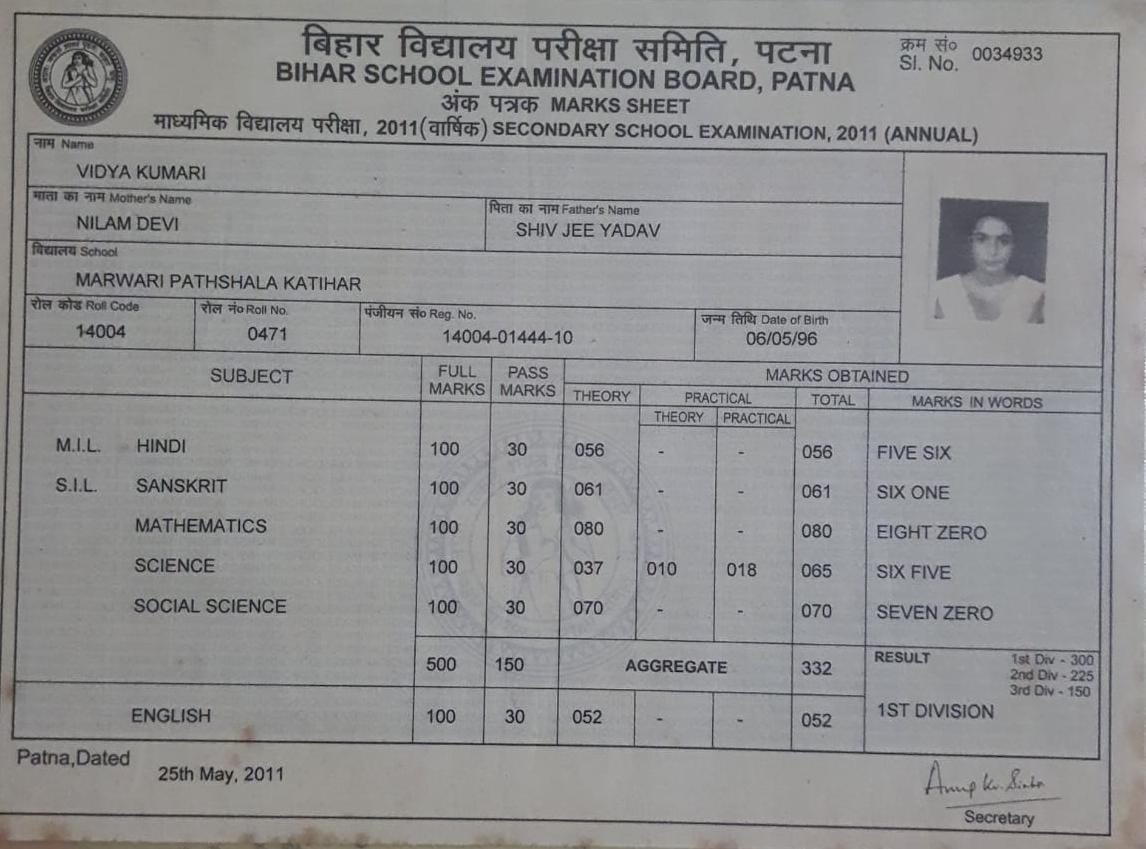 बिहार विद्यालय परीक्षा समिति, पटना
क्रम सं० 0034933
BIHAR SCHOOL EXAMINATION BOARD, PATNA
Sl. No.
अंक पत्रक MARKS SHEET
माध्यमिक विद्यालय परीक्षा, 2011(वार्षिक) SECONDARY SCHOOL EXAMINATION, 2011 (ANNUAL)
नाम Name
VIDYA KUMARI
माता का नाम Mother's Name
NILAM DEVI
पिता का नाम Father's Name
SHIV JEE YADAV
विद्यालय School
MARWARI PATHSHALA KATIHAR
रोल कोड Roll Code
14004
रोल नं० Roll No.
0471
पंजीयन सं० Reg. No.
14004-01444-10
जन्म तिथि Date of Birth
06/05/96
SUBJECT FULL MARKS PASS MARKS MARKS OBTAINED
THEORY PRACTICAL TOTAL MARKS IN WORDS
THEORY PRACTICAL
M.I.L. HINDI 100 30 056 - - 056 FIVE SIX
S.I.L. SANSKRIT 100 30 061 - - 061 SIX ONE
MATHEMATICS 100 30 080 - - 080 EIGHT ZERO
SCIENCE 100 30 037 010 018 065 SIX FIVE
SOCIAL SCIENCE 100 30 070 - - 070 SEVEN ZERO
500 150 AGGREGATE 332
RESULT
1st Div - 300
2nd Div - 225
3rd Div - 150
ENGLISH 100 30 052 - - 052
1ST DIVISION
Patna,Dated
25th May, 2011
Anup Kr. Sinha
Secretary